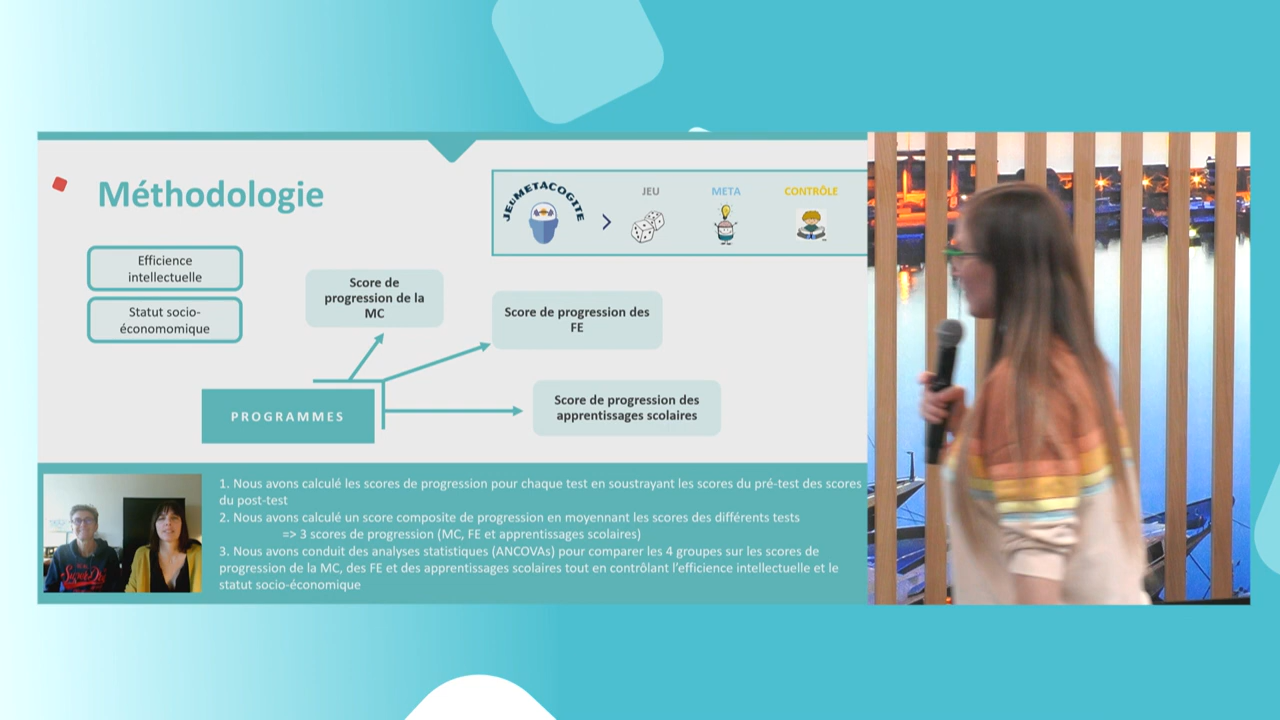 Méthodologie
JEUMETACOGITE
JEU
META
CONTRÔLE
Efficience
intellectuelle
Statut socio-
écono​momique
Score de
progression de la
MC
Score de progression des
FE
Score de progression des
apprentissages scolaires
PROGRAMMES
1. Nous avons calculé les scores de progression pour chaque test en soustrayant les scores du pré-test des scores
du post-test
2. Nous avons calculé un score composite de progression en moyennant les scores des différents tests
=> 3 scores de progression (MC, FE et apprentissages scolaires)
3. Nous avons conduit des analyses statistiques (ANCOVAs) pour comparer les 4 groupes sur les scores de
progression de la MC, des FE et des apprentissages scolaires tout en contrôlant l'efficience intellectuelle et le
statut socio-économique